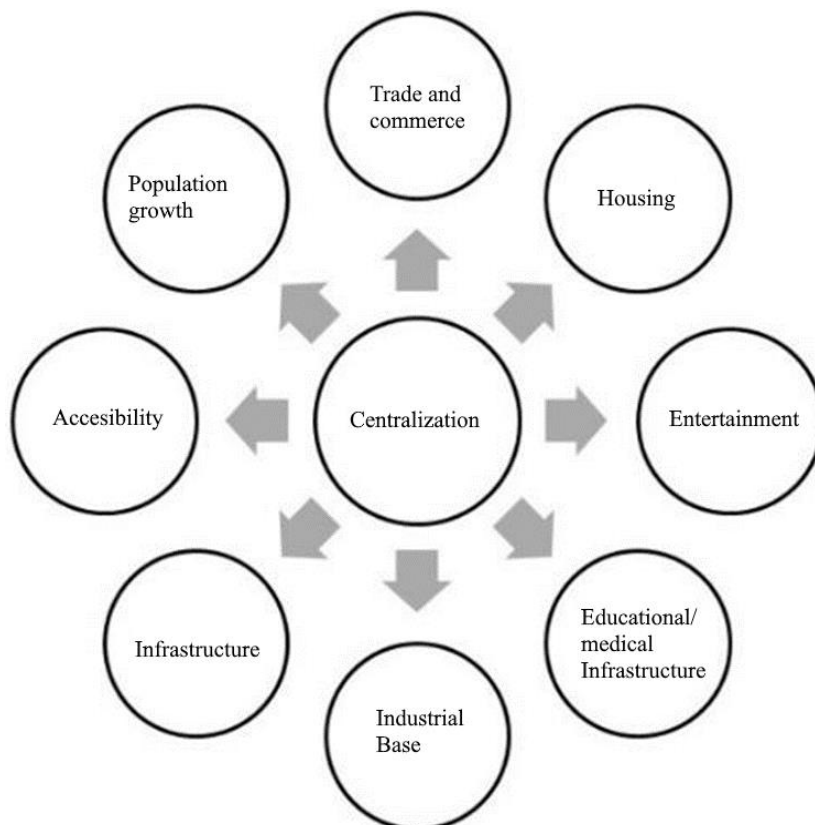 Trade and
commerce
Population
growth
Housing
Accesibility
Centralization
Entertainment
Infrastructure
Educational/
medical
Infrastructure
Industrial
Base